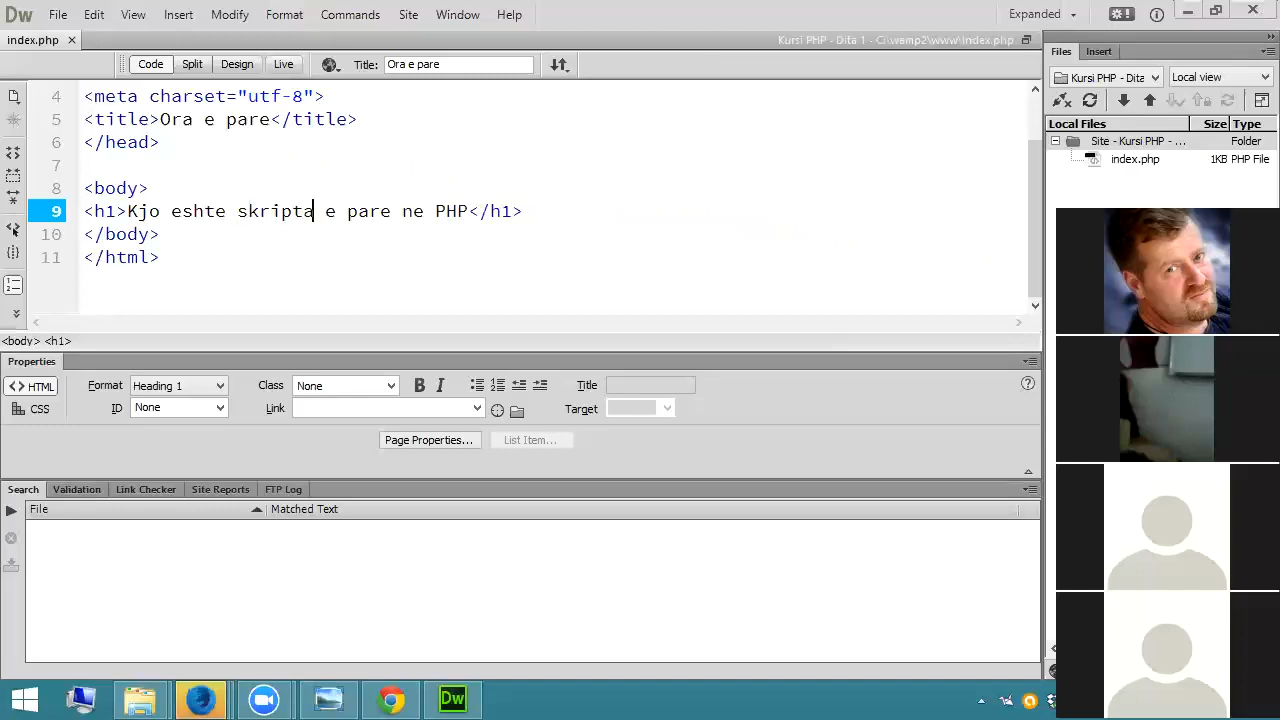 Dw File Edit View Insert Modify Format Commands Site Window Help Expanded
index.php Kursi PHP - Dita 1 - C:\wamp2\www\index.php
Files Insert
Code Split Design Live Title: Ora e pare
Kursi PHP - Dita Local view
4 <meta charset="utf-8">
5 <title>Ora e pare</title>
6 </head>
7
8 <body>
9 <h1>Kjo eshte skripta e pare ne PHP</h1>
10 </body>
11 </html>
Local Files Size Type
Site - Kursi PHP - ... Folder
index.php 1KB PHP File
<body> <h1>
Properties
HTML Format Heading 1 Class None B I Title
CSS ID None Link Target
Page Properties... List Item...
Search Validation Link Checker Site Reports FTP Log
File Matched Text
Dw